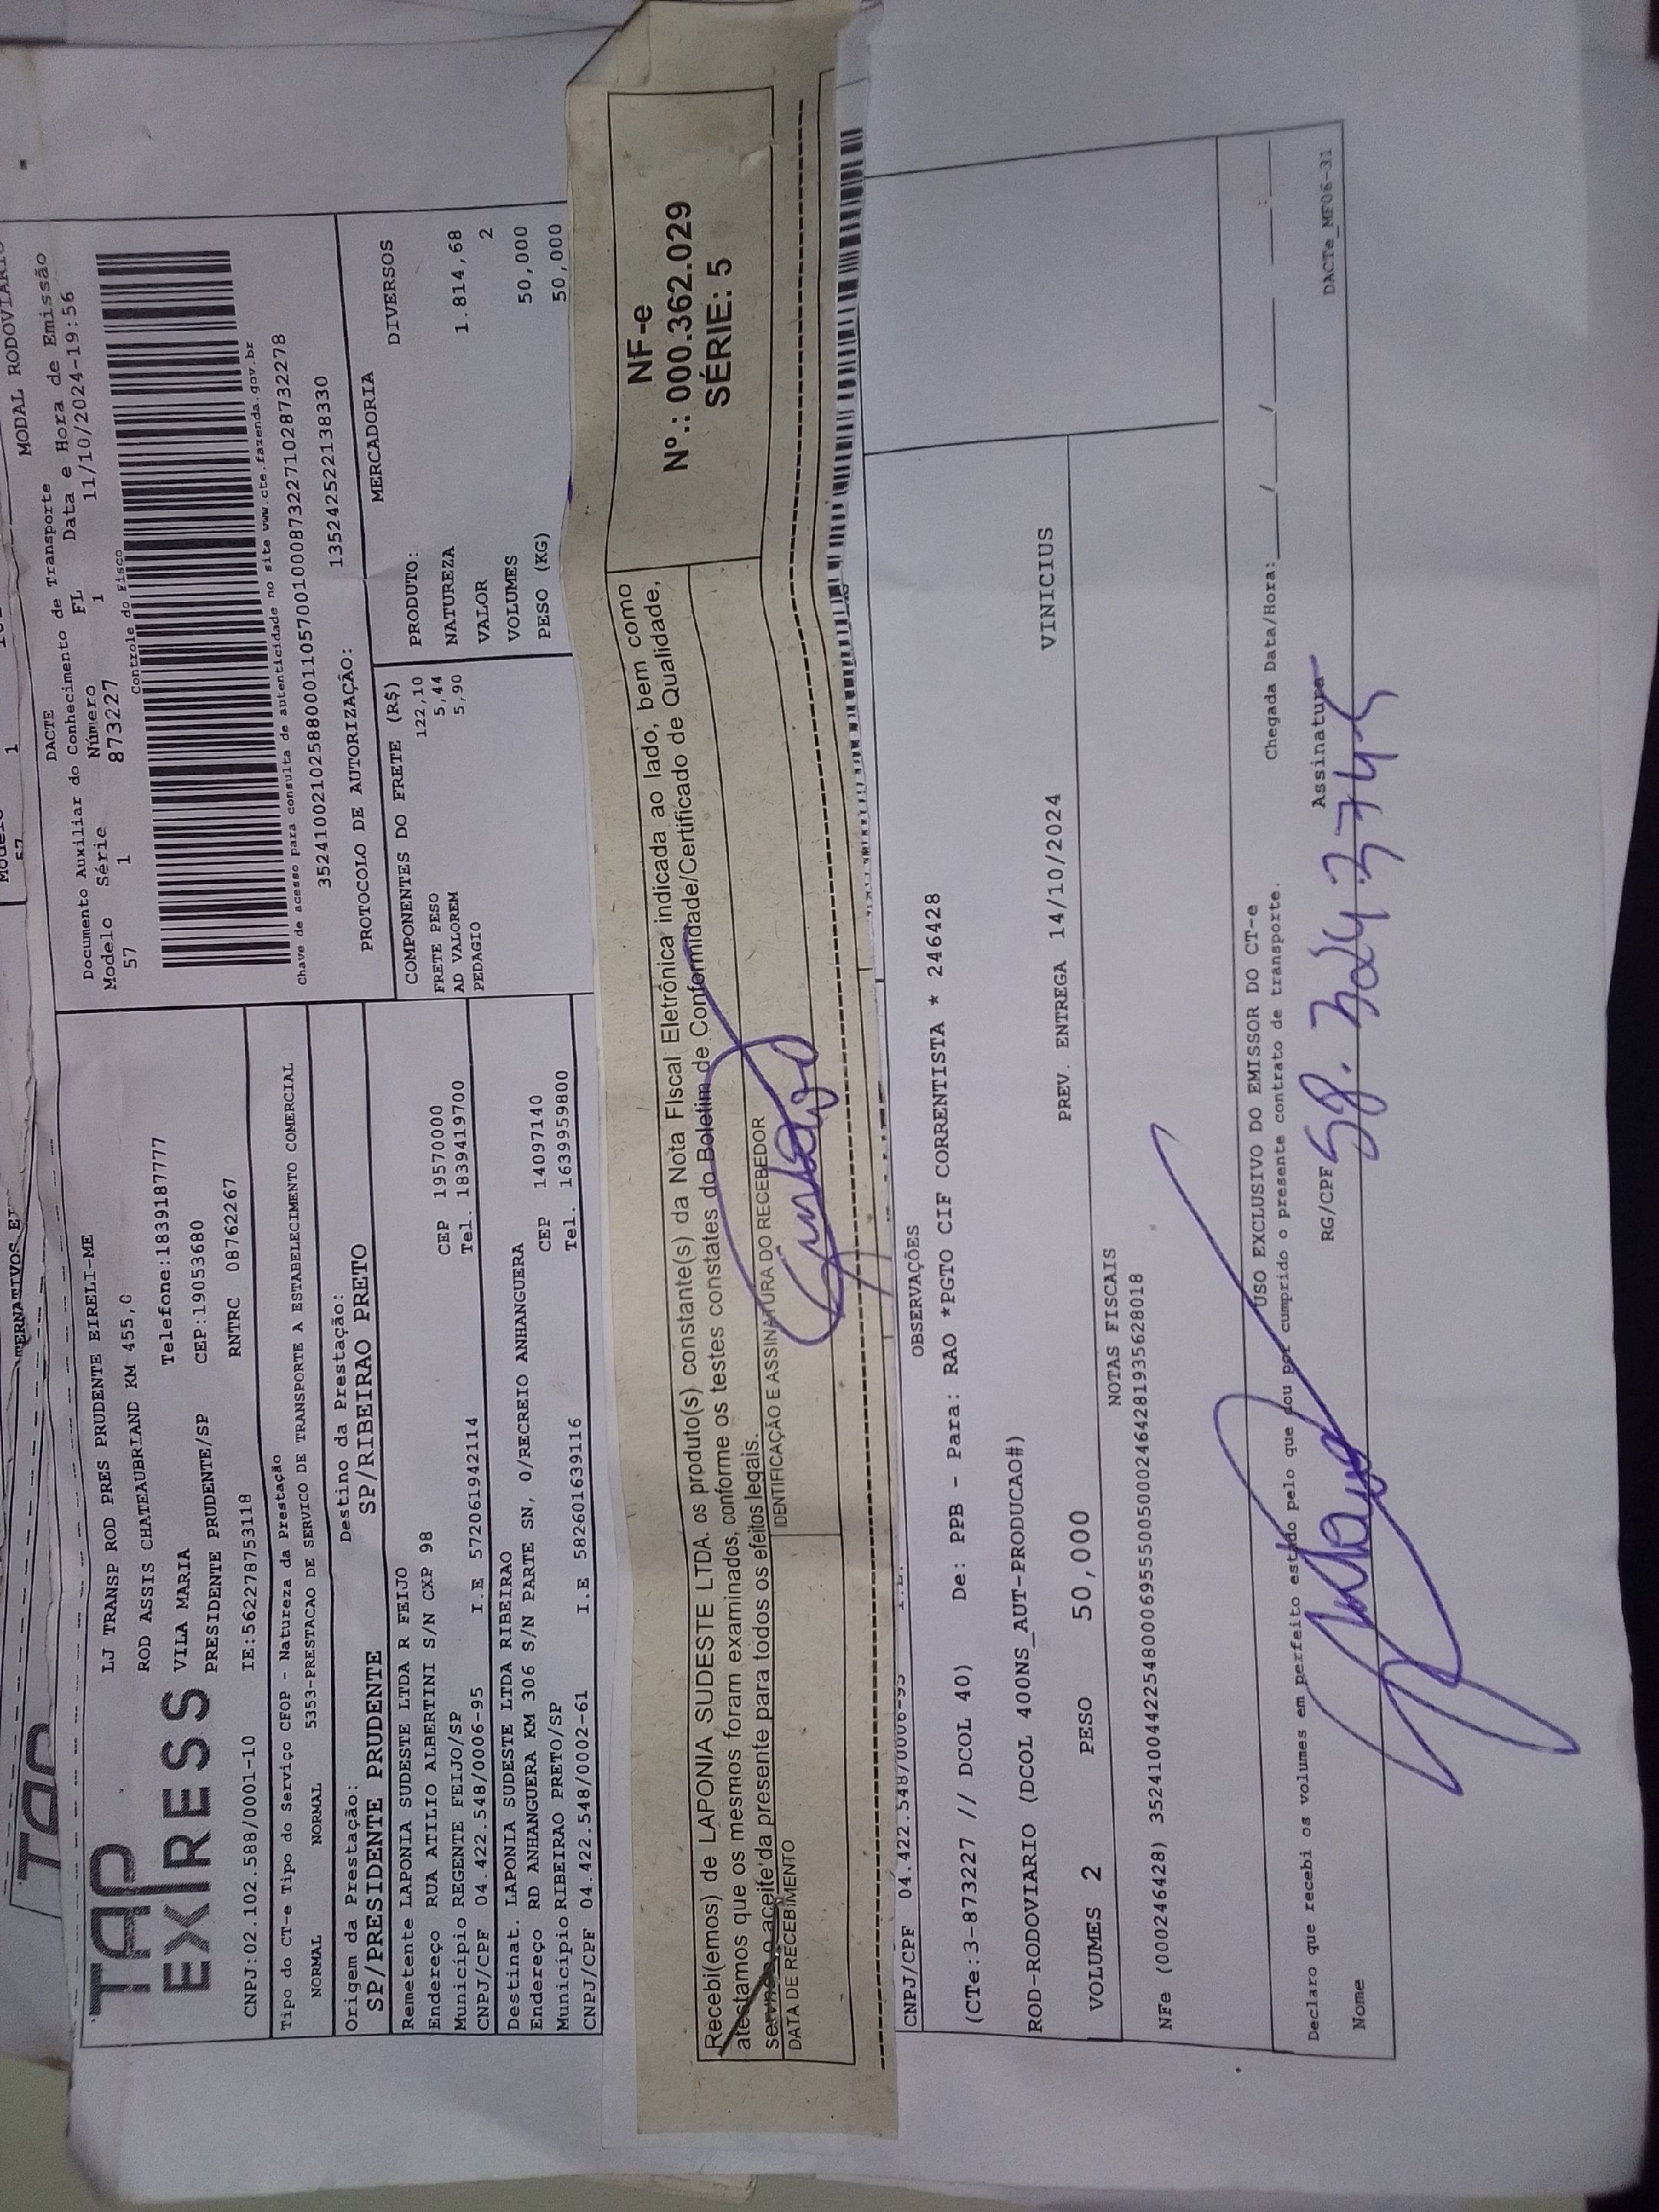 MODAL RODOVIÁRIO
TAP
EXPRESS
LJ TRANSP ROD PRES PRUDENTE EIRELI-ME
ROD ASSIS CHATEAUBRIAND KM 455,0
VILA MARIA Telefone:1839187777
PRESIDENTE PRUDENTE/SP CEP:19053680
CNPJ:02.102.588/0001-10 IE:562278753118 RNTRC 08762267
DACTE
Documento Auxiliar do Conhecimento de Transporte
Modelo Série Número FL Data e Hora de Emissão
57 1 873227 1 11/10/2024-19:56
Controle do Fisco
Chave de acesso para consulta de autenticidade no site www.cte.fazenda.gov.br
35241002102588000110570010008732271028732278
PROTOCOLO DE AUTORIZAÇÃO: 135242522138330
Tipo do CT-e Tipo do Serviço CFOP - Natureza da Prestação
NORMAL NORMAL 5353-PRESTACAO DE SERVICO DE TRANSPORTE A ESTABELECIMENTO COMERCIAL
Origem da Prestação: Destino da Prestação:
SP/PRESIDENTE PRUDENTE SP/RIBEIRAO PRETO
COMPONENTES DO FRETE (R$)
FRETE PESO 122,10
AD VALOREM 5,44
PEDAGIO 5,90
MERCADORIA
PRODUTO: DIVERSOS
NATUREZA
VALOR 1.814,68
VOLUMES 2
PESO (KG) 50,000
50,000
Remetente LAPONIA SUDESTE LTDA R FEIJO
Endereço RUA ATILIO ALBERTINI S/N CXP 98
Município REGENTE FEIJO/SP CEP 19570000
CNPJ/CPF 04.422.548/0006-95 I.E 572061942114 Tel. 1839419700
Destinat. LAPONIA SUDESTE LTDA RIBEIRAO
Endereço RD ANHANGUERA KM 306 S/N PARTE SN, 0/RECREIO ANHANGUERA
Município RIBEIRAO PRETO/SP CEP 14097140
CNPJ/CPF 04.422.548/0002-61 I.E 582601639116 Tel. 1639959800
Recebi(emos) de LAPONIA SUDESTE LTDA. os produto(s) constante(s) da Nota FIscal Eletrônica indicada ao lado, bem como
atestamos que os mesmos foram examinados, conforme os testes constates do Boletim de Conformidade/Certificado de Qualidade,
servindo o aceite da presente para todos os efeitos legais.
DATA DE RECEBIMENTO IDENTIFICAÇÃO E ASSINATURA DO RECEBEDOR
NF-e
Nº.: 000.362.029
SÉRIE: 5
CNPJ/CPF 04.422.548/0006-95
OBSERVAÇÕES
(CTe:3-873227 // DCOL 40) De: PPB - Para: RAO *PGTO CIF CORRENTISTA * 246428
ROD-RODOVIARIO (DCOL 400NS_AUT-PRODUCAO#)
VOLUMES 2 PESO 50,000 PREV. ENTREGA 14/10/2024 VINICIUS
NOTAS FISCAIS
NFe (000246428) 35241004422548000695550050002464281935628018
USO EXCLUSIVO DO EMISSOR DO CT-e
Declaro que recebi os volumes em perfeito estado pelo que dou por cumprido o presente contrato de transporte.
Chegada Data/Hora: ___/___/___ ___:___
Nome RG/CPF Assinatura
DACTe_MF06-31